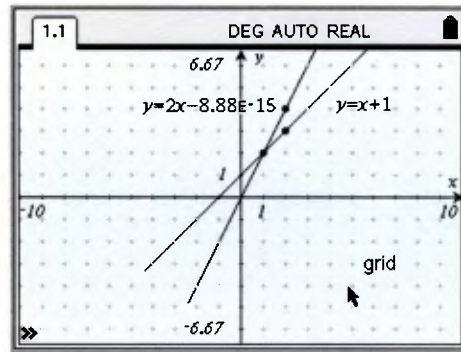 1.1 DEG AUTO REAL
6.67 y
y=2x-8.88E-15 y=x+1
1
x
-10 1 10
grid
-6.67